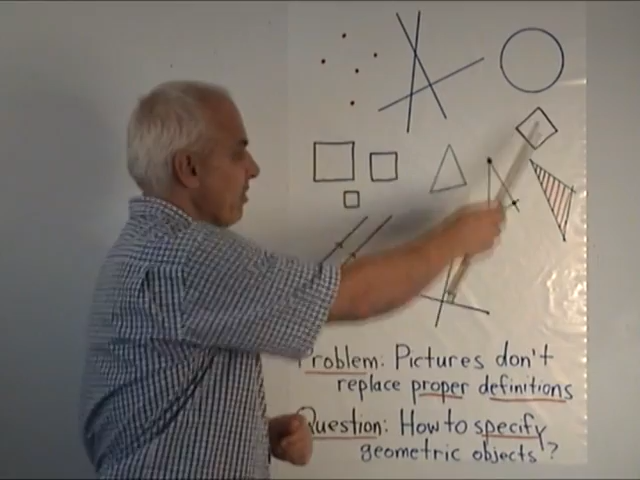 Problem: Pictures don't
replace proper definitions
Question: How to specify
geometric objects?